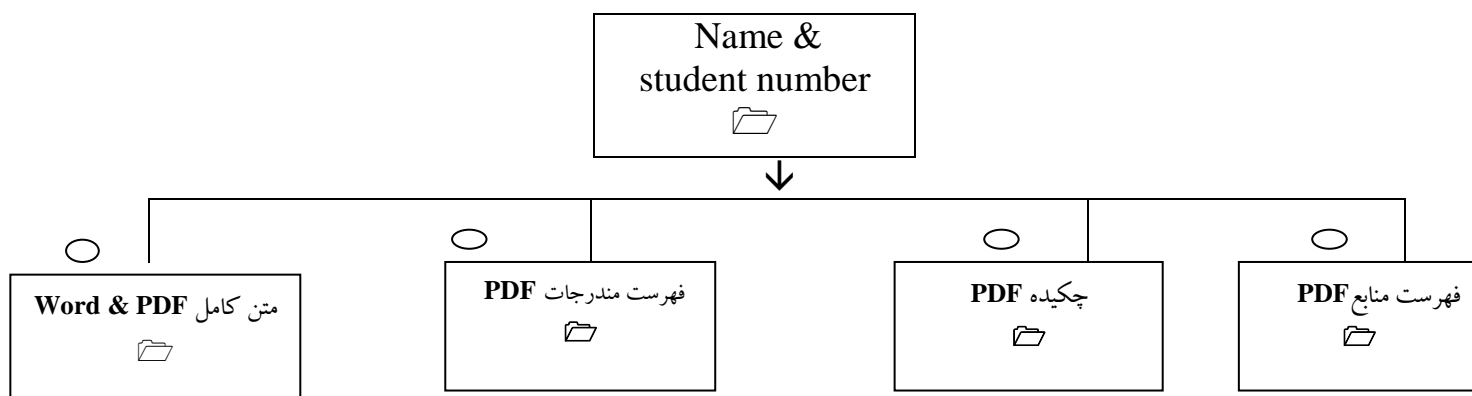 Name &
student number
متن کامل Word & PDF
فهرست مندرجات PDF
چکیده PDF
فهرست منابع PDF